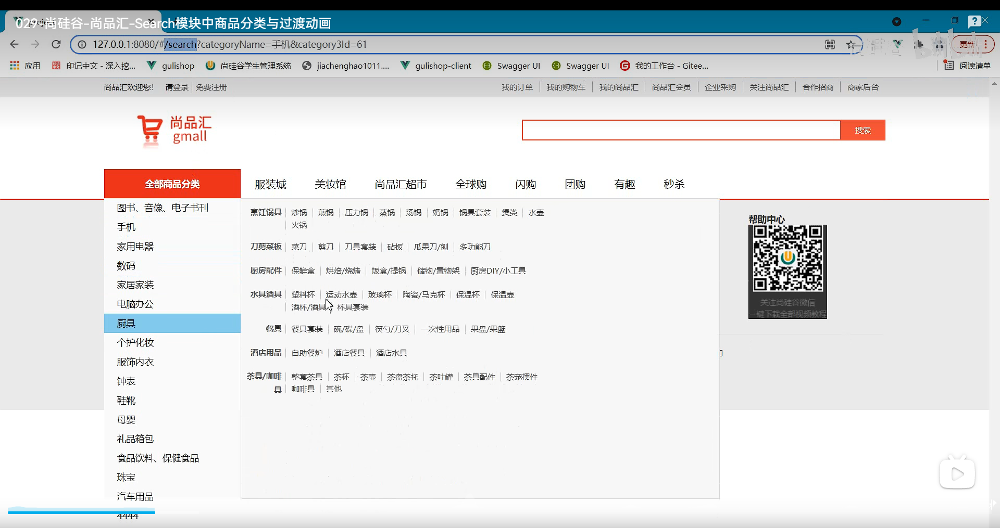 029-尚硅谷-尚品汇-Search模块中商品分类与过渡动画
127.0.0.1:8080/#/search?categoryName=手机&category3Id=61
更新
应用
印记中文 - 深入挖...
gulishop
尚硅谷学生管理系统
jiachenghao1011....
gulishop-client
Swagger UI
Swagger UI
我的工作台 - Gitee...
阅读清单
尚品汇欢迎您! 请登录 免费注册
我的订单 我的购物车 我的尚品汇 尚品汇会员 企业采购 关注尚品汇 合作招商 商家后台
尚品汇
gmall
搜索
全部商品分类 服装城 美妆馆 尚品汇超市 全球购 闪购 团购 有趣 秒杀
图书、音像、电子书刊
手机
家用电器
数码
家居家装
电脑办公
厨具
个护化妆
服饰内衣
钟表
鞋靴
母婴
礼品箱包
食品饮料、保健食品
珠宝
汽车用品
4444
烹饪锅具 炒锅 煎锅 压力锅 蒸锅 汤锅 奶锅 锅具套装 煲类 水壶
火锅
刀剪菜板 菜刀 剪刀 刀具套装 砧板 瓜果刀/刨 多功能刀
厨房配件 保鲜盒 烘焙/烧烤 饭盒/提锅 储物/置物架 厨房DIY/小工具
水具酒具 塑料杯 运动水壶 玻璃杯 陶瓷/马克杯 保温杯 保温壶
酒杯/酒具 杯具套装
餐具 餐具套装 碗/碟/盘 筷勺/刀叉 一次性用品 果盘/果篮
酒店用品 自助餐炉 酒店餐具 酒店水具
茶具/咖啡 整套茶具 茶杯 茶壶 茶盘茶托 茶叶罐 茶具配件 茶宠摆件
具 咖啡具 其他
帮助中心
关注尚硅谷微信
一键下载全部视频教程